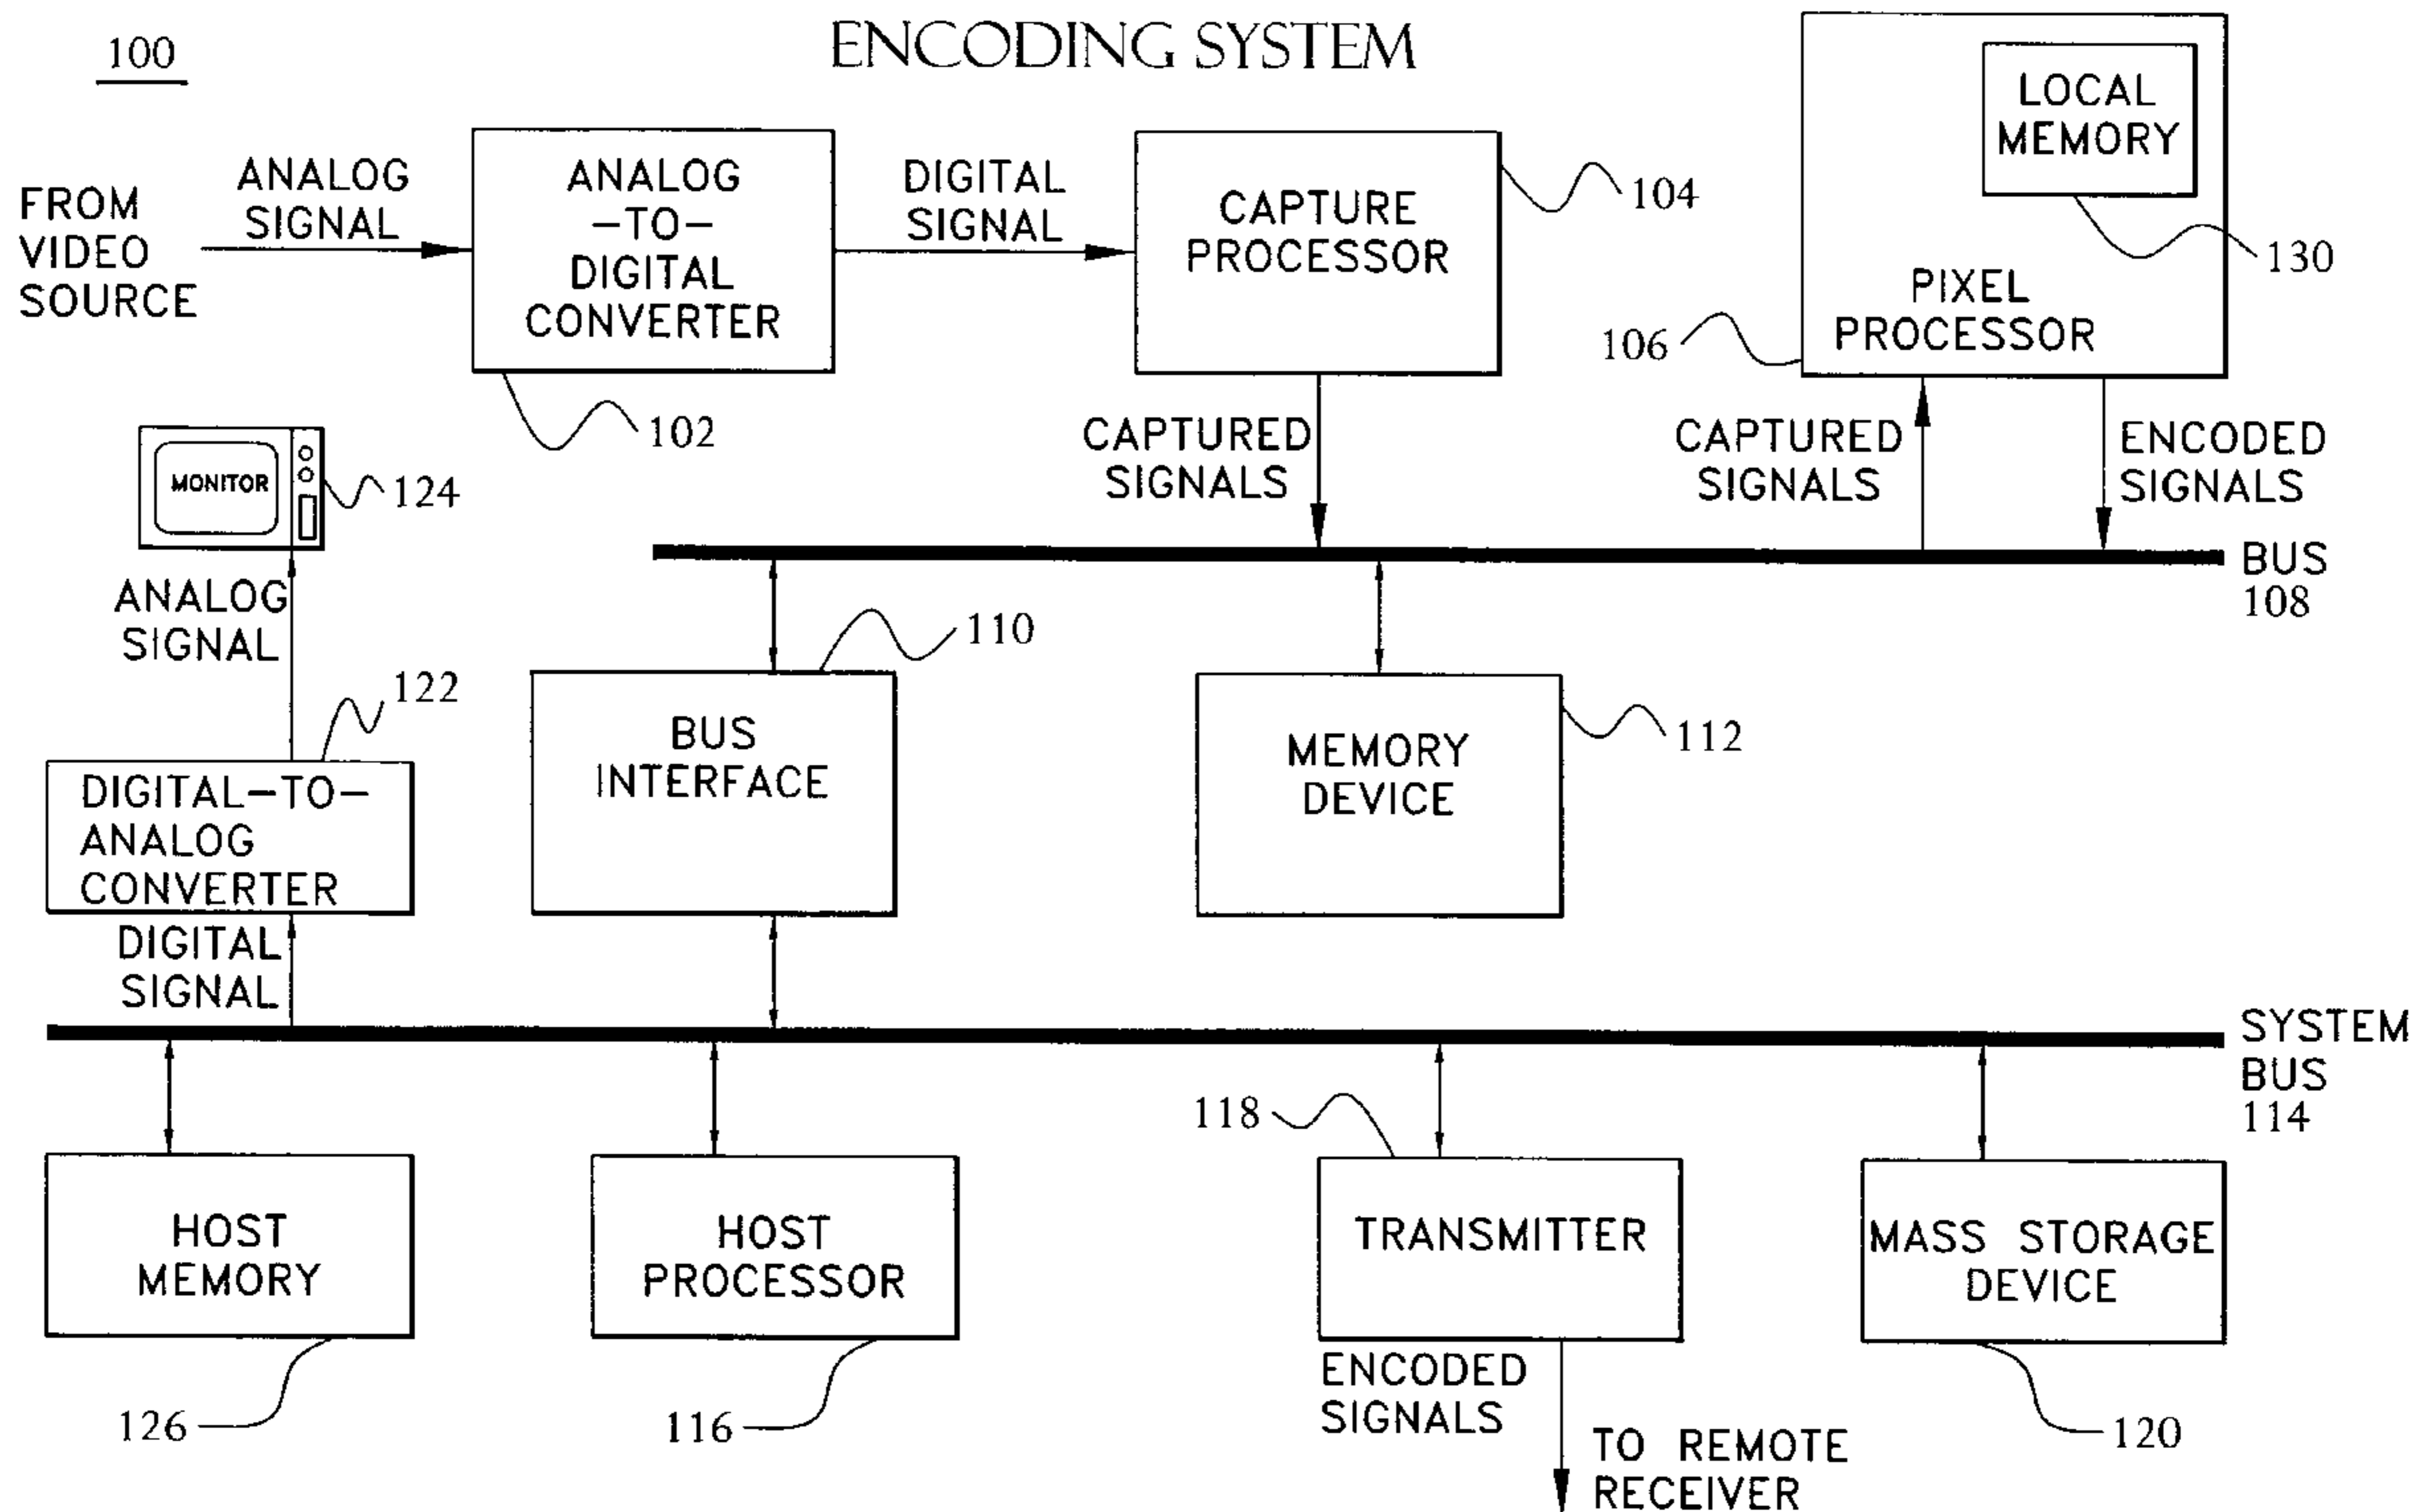 ENCODING SYSTEM
100
FROM
VIDEO
SOURCE
ANALOG
SIGNAL
ANALOG
-TO-
DIGITAL
CONVERTER
102
DIGITAL
SIGNAL
CAPTURE
PROCESSOR
104
LOCAL
MEMORY
130
PIXEL
PROCESSOR
106
CAPTURED
SIGNALS
CAPTURED
SIGNALS
ENCODED
SIGNALS
BUS
108
MONITOR
124
ANALOG
SIGNAL
122
DIGITAL-TO-
ANALOG
CONVERTER
DIGITAL
SIGNAL
110
BUS
INTERFACE
MEMORY
DEVICE
112
SYSTEM
BUS
114
HOST
MEMORY
126
HOST
PROCESSOR
116
118
TRANSMITTER
ENCODED
SIGNALS
TO REMOTE
RECEIVER
MASS STORAGE
DEVICE
120